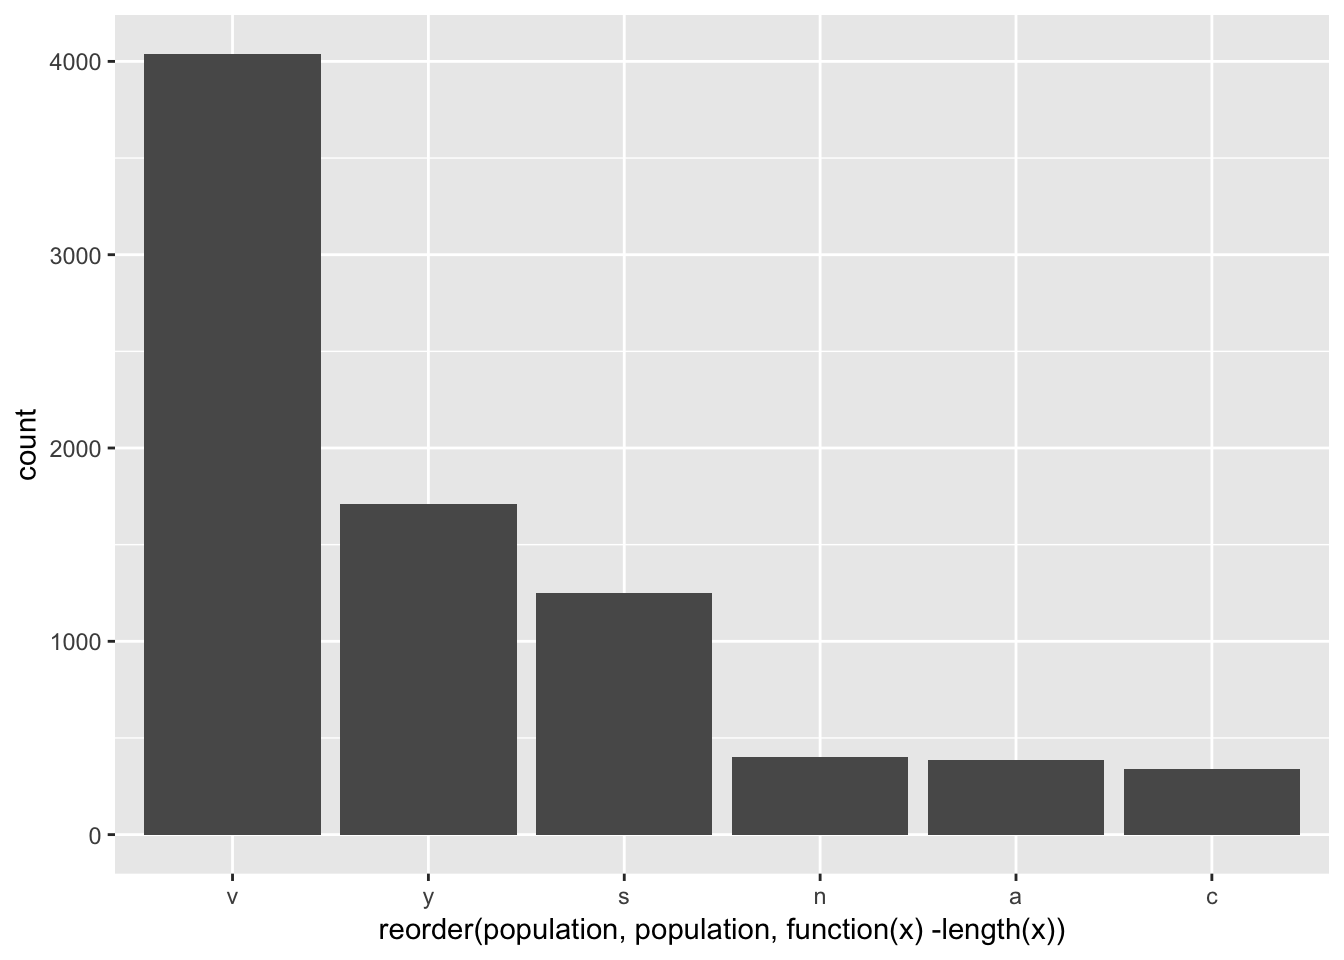 4000
3000
2000
1000
0
count
v y s n a c
reorder(population, population, function(x) -length(x))